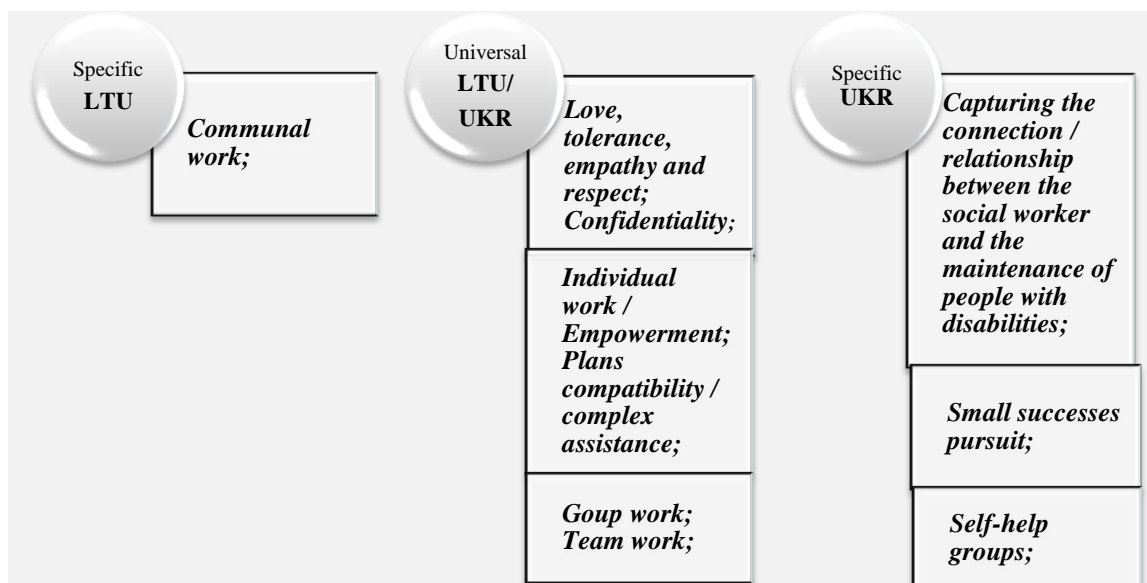 Specific
LTU
Communal
work;
Universal
LTU/
UKR
Love,
tolerance,
empathy and
respect;
Confidentiality;
Individual
work /
Empowerment;
Plans
compatibility /
complex
assistance;
Goup work;
Team work;
Specific
UKR
Capturing the
connection /
relationship
between the
social worker
and the
maintenance of
people with
disabilities;
Small successes
pursuit;
Self-help
groups;